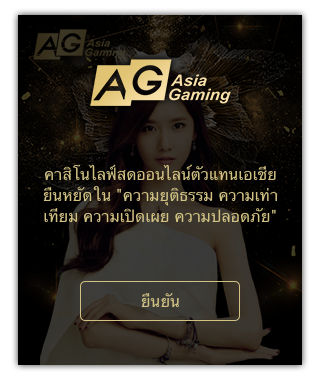 AG Asia
Gaming
AG Asia
Gaming
คาสิโนไลฟ์สดออนไลน์ตัวแทนเอเชีย
ยืนหยัดใน "ความยุติธรรม ความเท่า
เทียม ความเปิดเผย ความปลอดภัย"
ยืนยัน